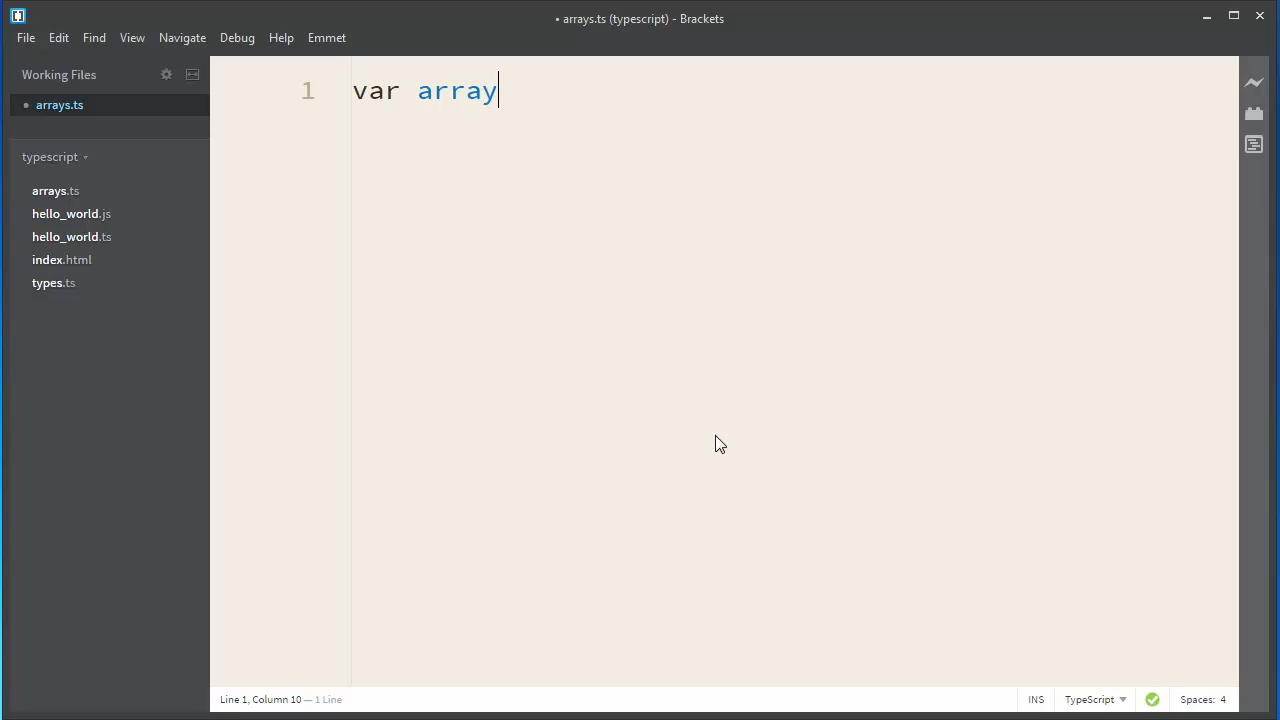 • arrays.ts (typescript) - Brackets
File Edit Find View Navigate Debug Help Emmet
Working Files
• arrays.ts
typescript
arrays.ts
hello_world.js
hello_world.ts
index.html
types.ts
1 var array
Line 1, Column 10 — 1 Line
INS TypeScript Spaces: 4